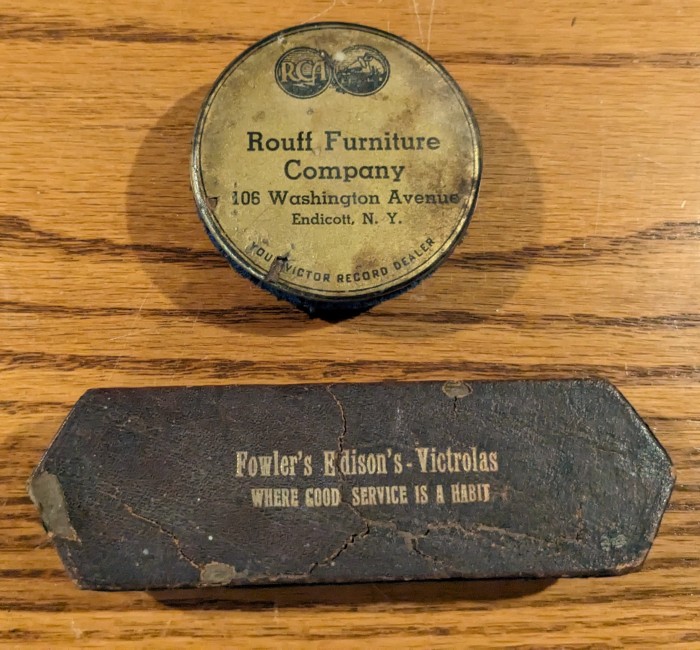 RCA
Rouff Furniture
Company
106 Washington Avenue
Endicott, N. Y.
YOUR VICTOR RECORD DEALER
Fowler's Edison's-Victrolas
WHERE GOOD SERVICE IS A HABIT